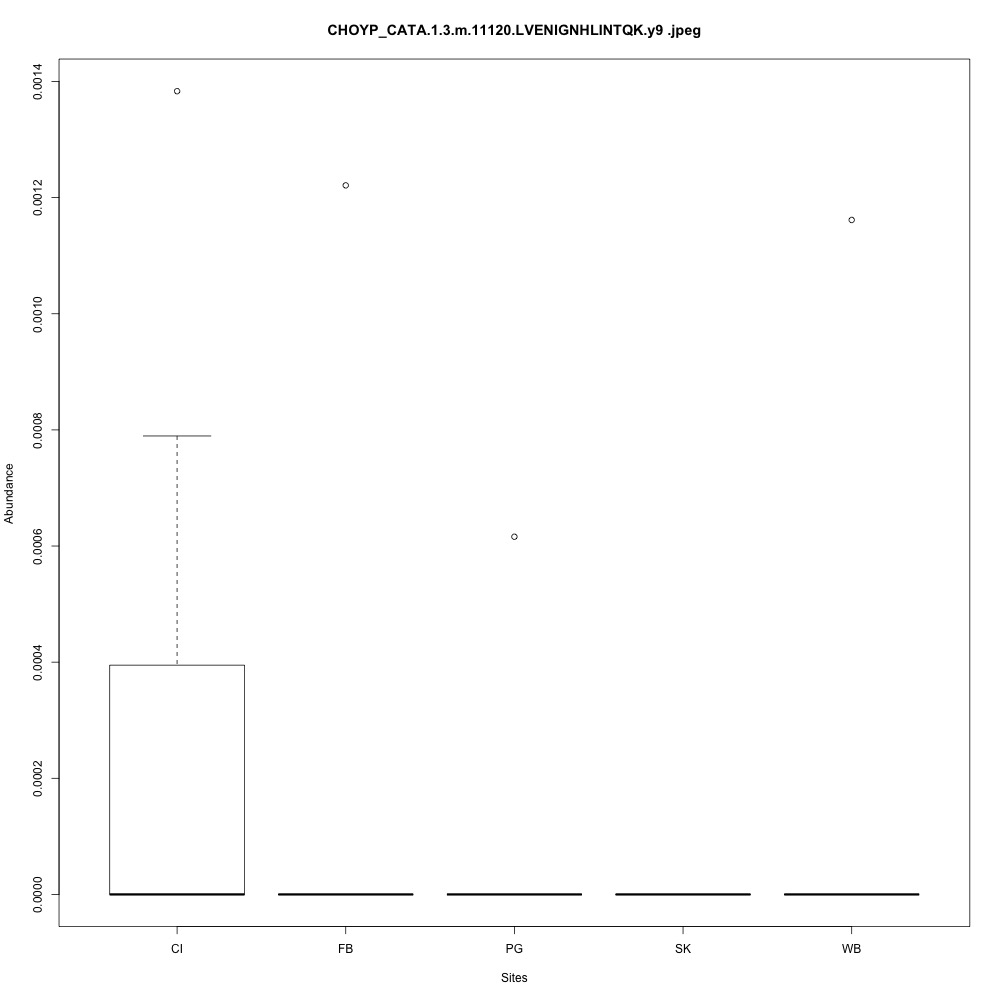 CHOYP_CATA.1.3.m.11120.LVENIGNHLINTQK.y9 .jpeg
0.0014
0.0012
0.0010
0.0008
0.0006
0.0004
0.0002
0.0000
Abundance
CI FB PG SK WB
Sites